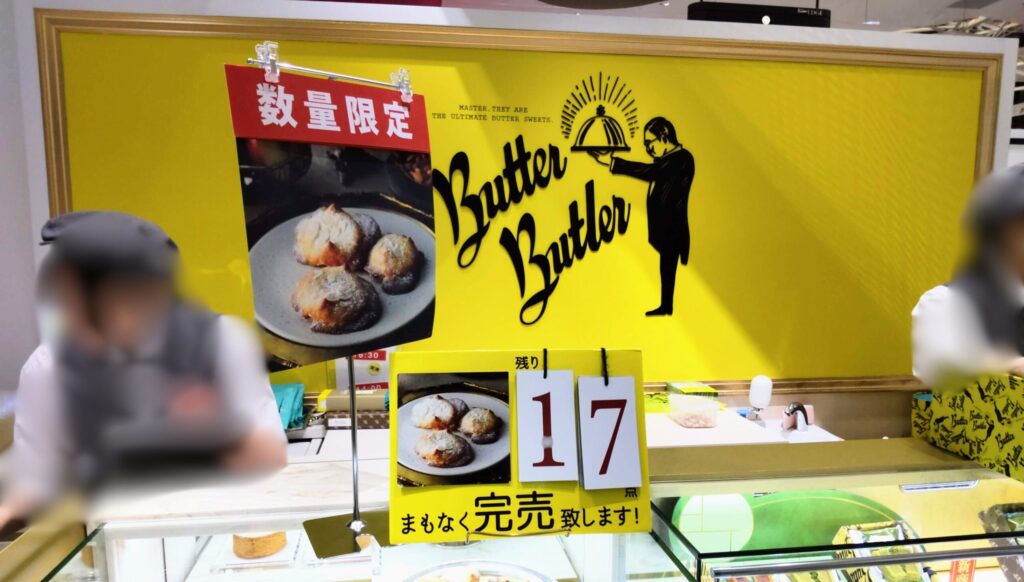 数量限定
MASTER, THEY ARE
THE ULTIMATE BUTTER SWEETS.
Butter
Butler
残り
17
点
まもなく完売致します!